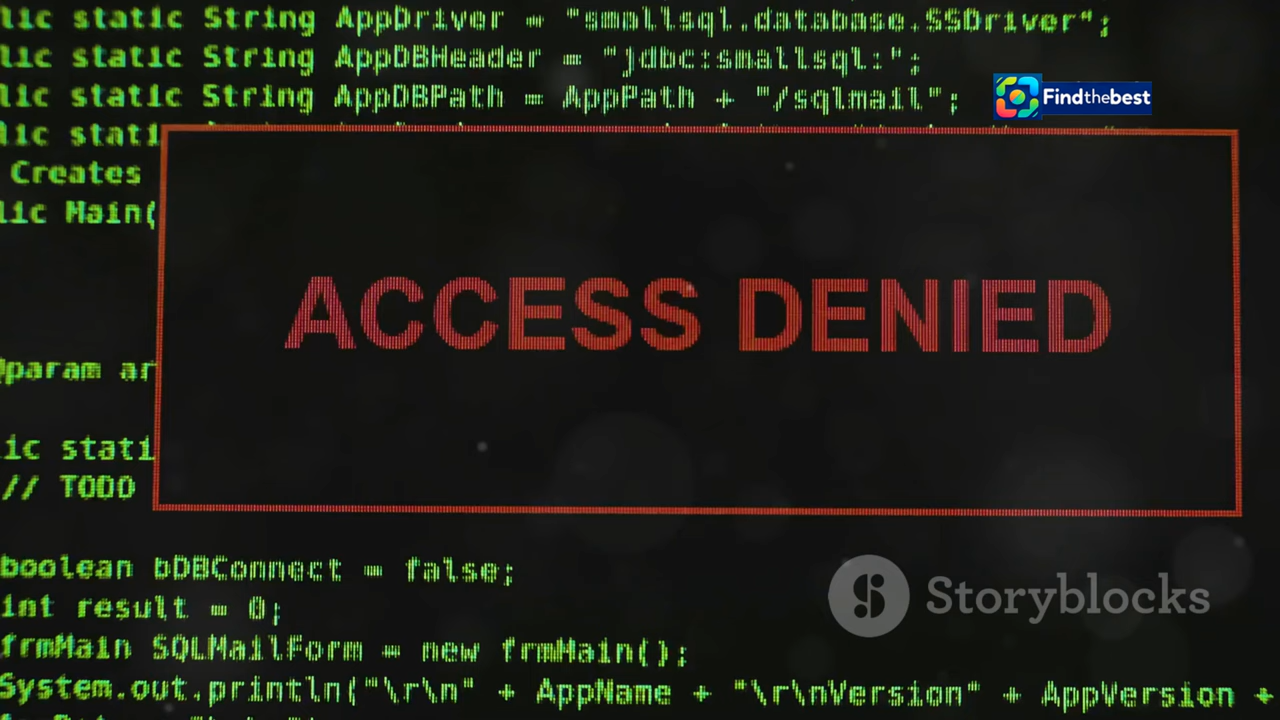 lic static String AppDriver = "smallsql.database.SSDriver";
lic static String AppDBHeader = "jdbc:smallsql:";
lic static String AppDBPath = AppPath + "/sqlmail";
Findthebest
lic stati
Creates
lic Main(
ACCESS DENIED
@param ar
ic stati
// TODO
boolean bDBConnect = false;
int result = 0;
Storyblocks
frmMain SQLMailForm = new frmMain();
System.out.println("\r\n" + AppName + "\r\nVersion" + AppVersion +